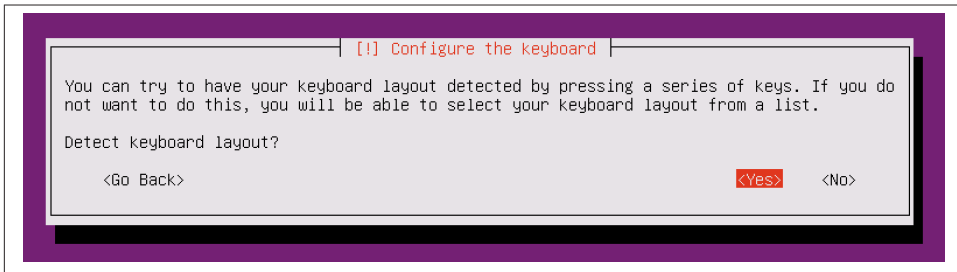 [!] Configure the keyboard
You can try to have your keyboard layout detected by pressing a series of keys. If you do
not want to do this, you will be able to select your keyboard layout from a list.
Detect keyboard layout?
<Go Back> <Yes> <No>